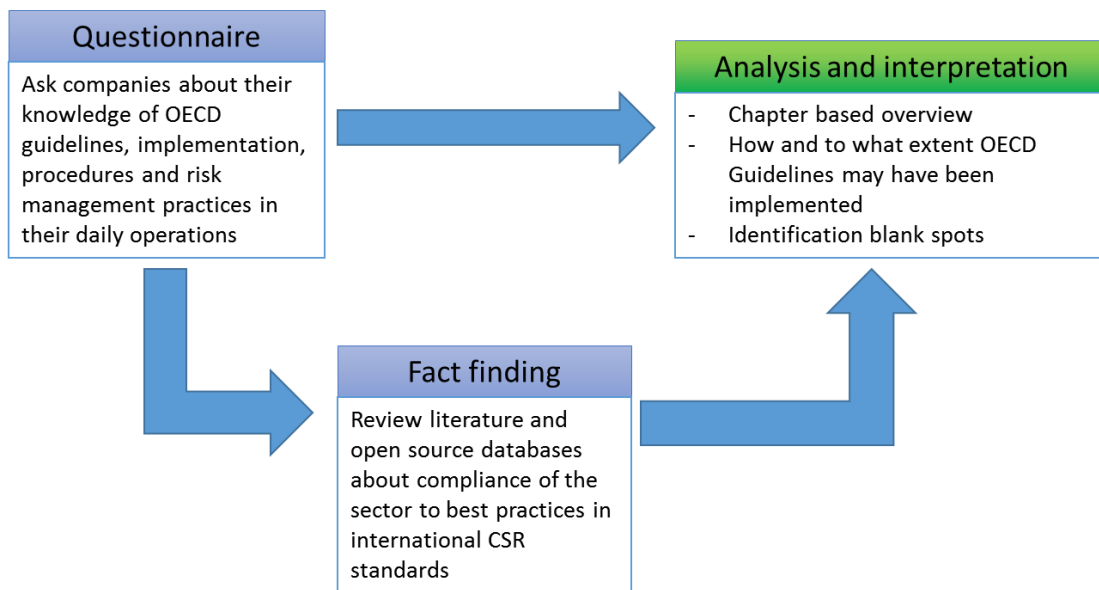 Questionnaire
Ask companies about their
knowledge of OECD
guidelines, implementation,
procedures and risk
management practices in
their daily operations
Analysis and interpretation
- Chapter based overview
- How and to what extent OECD
Guidelines may have been
implemented
- Identification blank spots
Fact finding
Review literature and
open source databases
about compliance of the
sector to best practices in
international CSR
standards